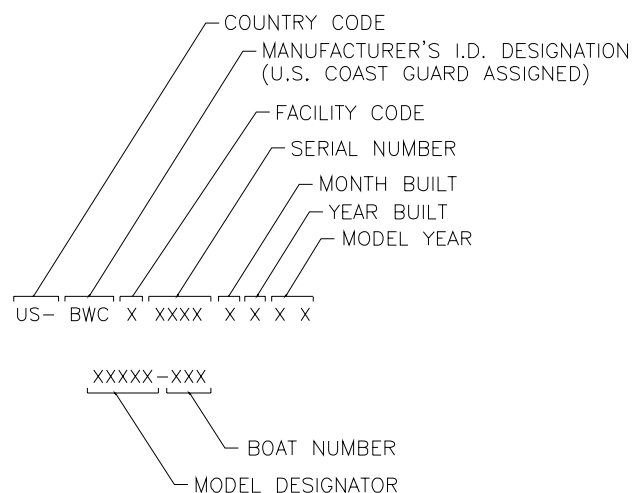 COUNTRY CODE
MANUFACTURER'S I.D. DESIGNATION
(U.S. COAST GUARD ASSIGNED)
FACILITY CODE
SERIAL NUMBER
MONTH BUILT
YEAR BUILT
MODEL YEAR
US- BWC X XXXX X X X X
XXXXX-XXX
BOAT NUMBER
MODEL DESIGNATOR